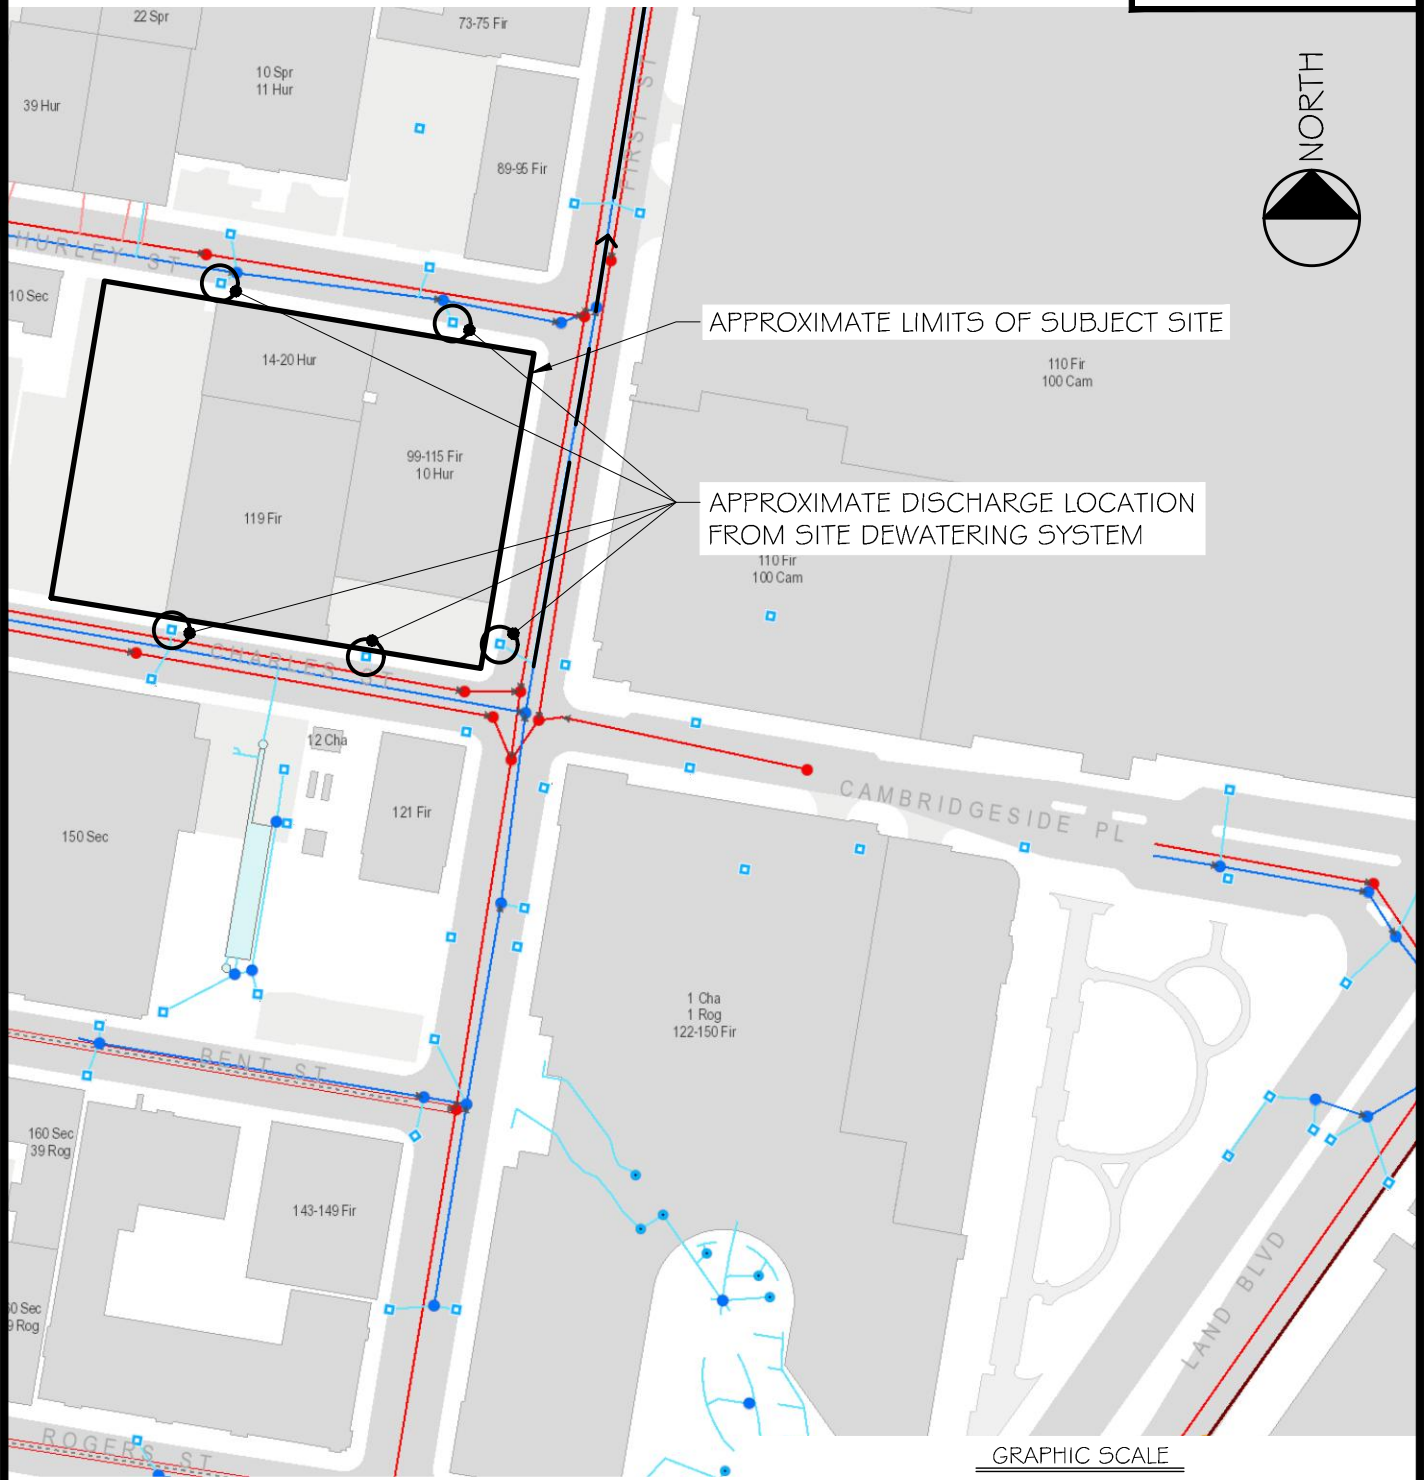 22 Spr
73-75 Fir
10 Spr
11 Hur
39 Hur
89-95 Fir
FIRST ST
NORTH
HURLEY ST
10 Sec
APPROXIMATE LIMITS OF SUBJECT SITE
14-20 Hur
110 Fir
100 Cam
99-115 Fir
10 Hur
119 Fir
APPROXIMATE DISCHARGE LOCATION
FROM SITE DEWATERING SYSTEM
110 Fir
100 Cam
CHARLES ST
12 Cha
121 Fir
CAMBRIDGESIDE PL
150 Sec
1 Cha
1 Rog
122-150 Fir
BENT ST
160 Sec
39 Rog
143-149 Fir
LAND BLVD
0 Sec
9 Rog
ROGERS ST
GRAPHIC SCALE